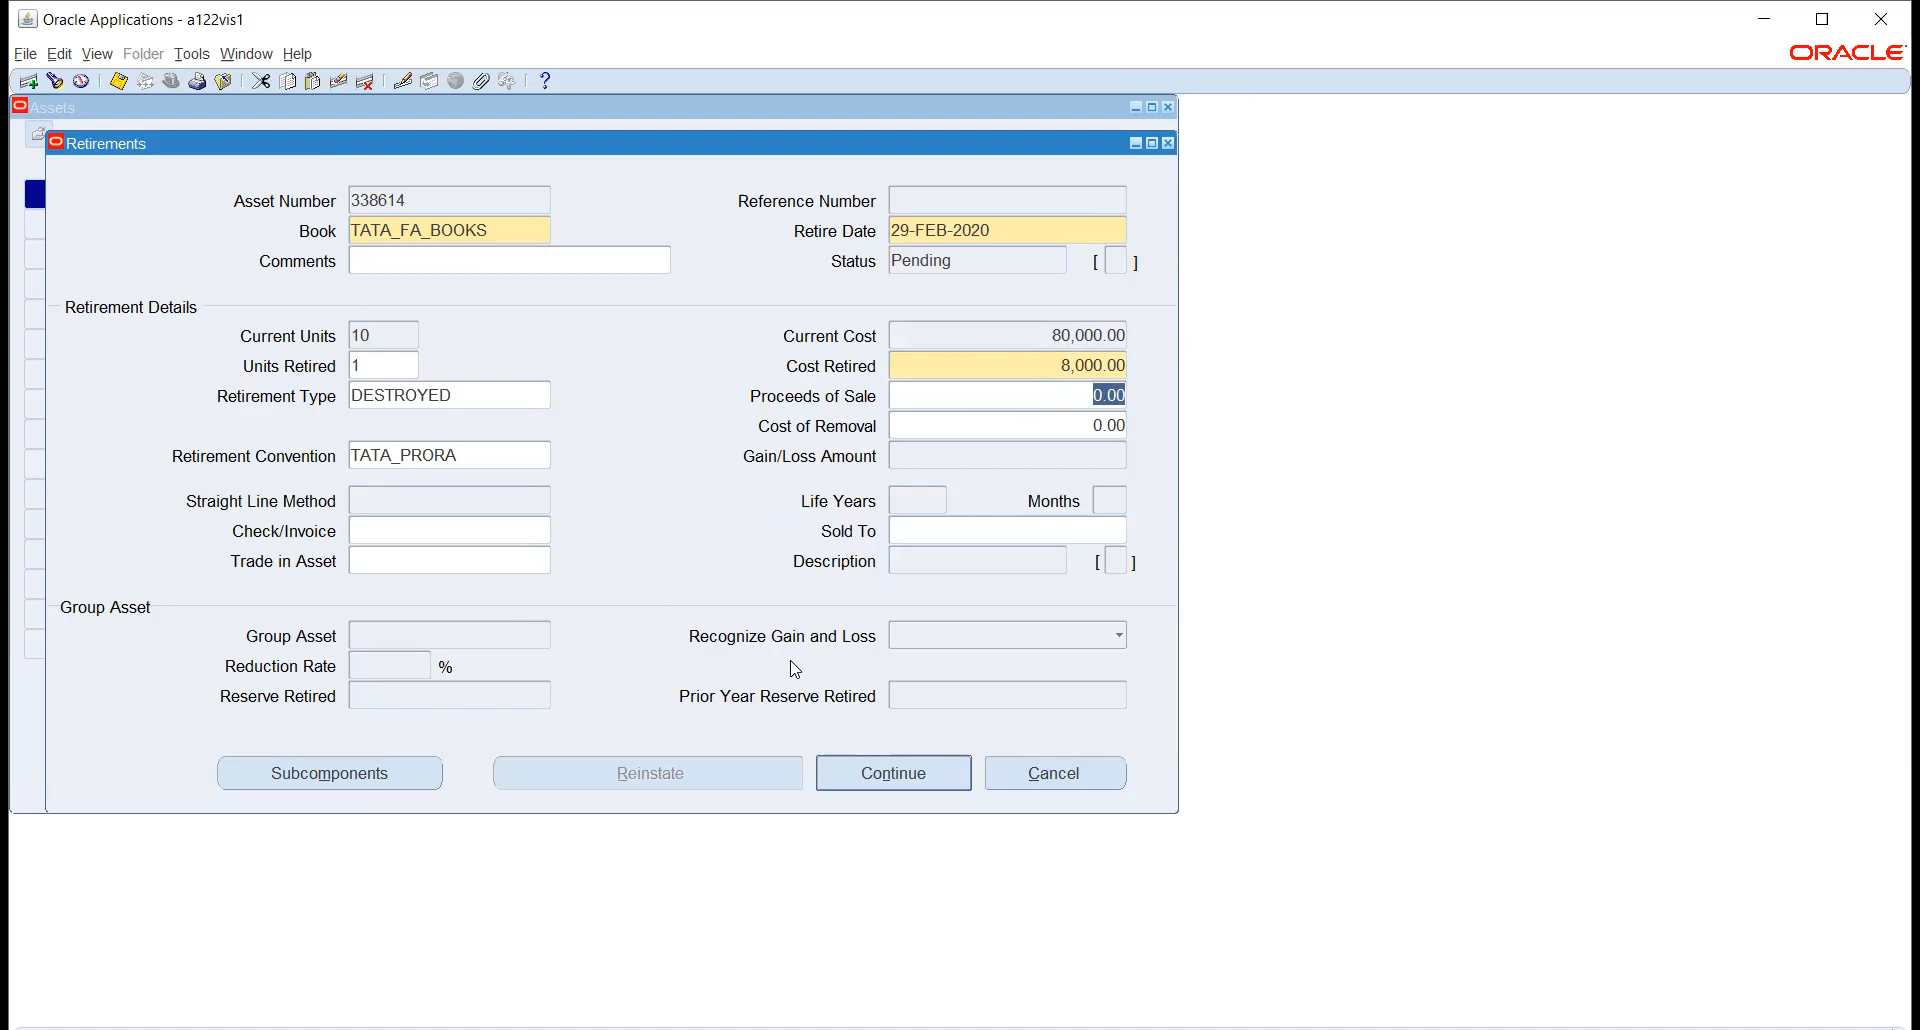 Oracle Applications - a122vis1
File Edit View Folder Tools Window Help
ORACLE
Assets
Retirements
Asset Number 338614 Reference Number
Book TATA_FA_BOOKS Retire Date 29-FEB-2020
Comments Status Pending [ ]
Retirement Details
Current Units 10 Current Cost 80,000.00
Units Retired 1 Cost Retired 8,000.00
Retirement Type DESTROYED Proceeds of Sale 0.00
Cost of Removal 0.00
Retirement Convention TATA_PRORA Gain/Loss Amount
Straight Line Method Life Years Months
Check/Invoice Sold To
Trade in Asset Description [ ]
Group Asset
Group Asset Recognize Gain and Loss
Reduction Rate %
Reserve Retired Prior Year Reserve Retired
Subcomponents Reinstate Continue Cancel